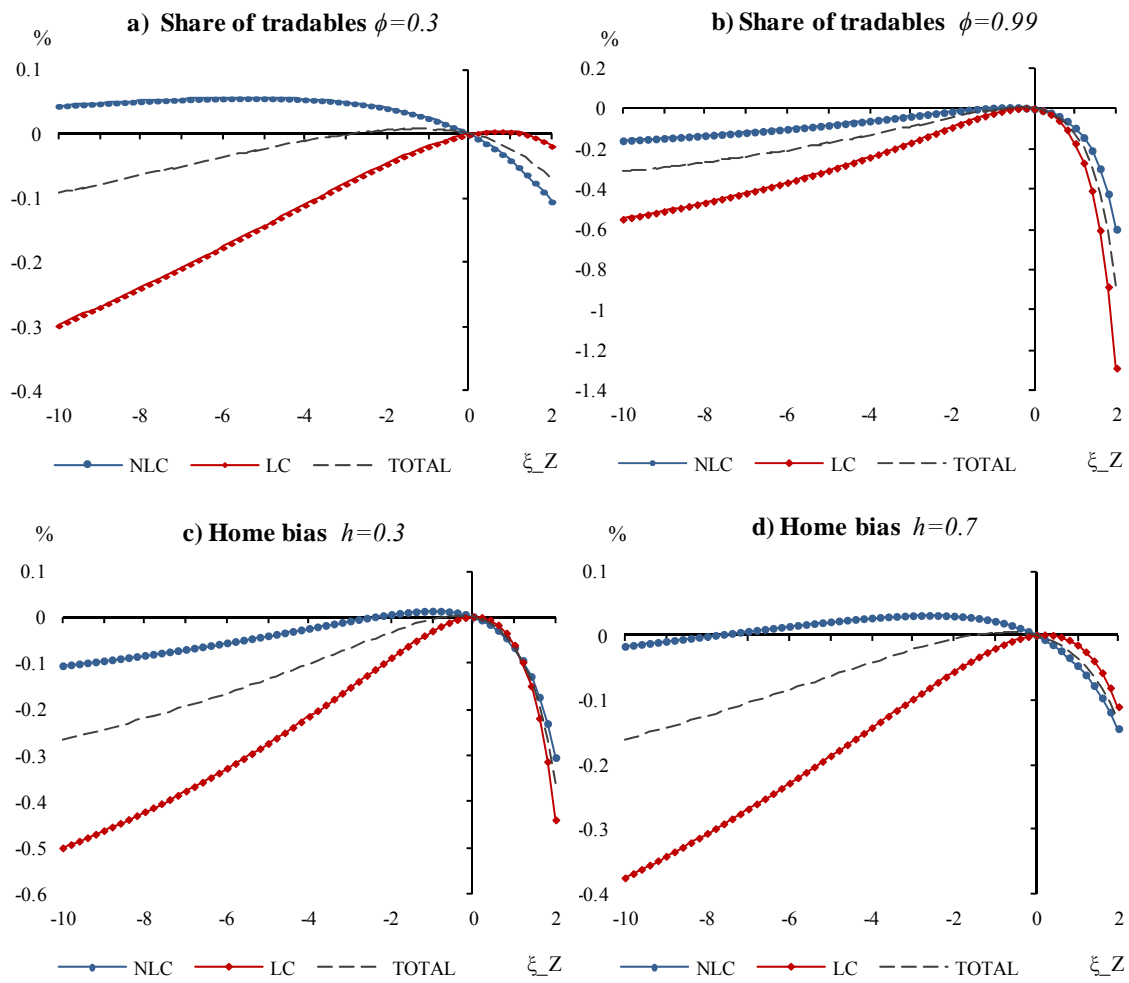 a) Share of tradables ϕ=0.3
%
0.1
0
-0.1
-0.2
-0.3
-0.4
-10 -8 -6 -4 -2 0 2
NLC LC TOTAL ξ_Z
b) Share of tradables ϕ=0.99
%
0.2
0
-0.2
-0.4
-0.6
-0.8
-1
-1.2
-1.4
-10 -8 -6 -4 -2 0 2
NLC LC TOTAL ξ_Z
c) Home bias h=0.3
%
0.1
0
-0.1
-0.2
-0.3
-0.4
-0.5
-0.6
-10 -8 -6 -4 -2 0 2
NLC LC TOTAL ξ_Z
d) Home bias h=0.7
%
0.1
0
-0.1
-0.2
-0.3
-0.4
-10 -8 -6 -4 -2 0 2
NLC LC TOTAL ξ_Z